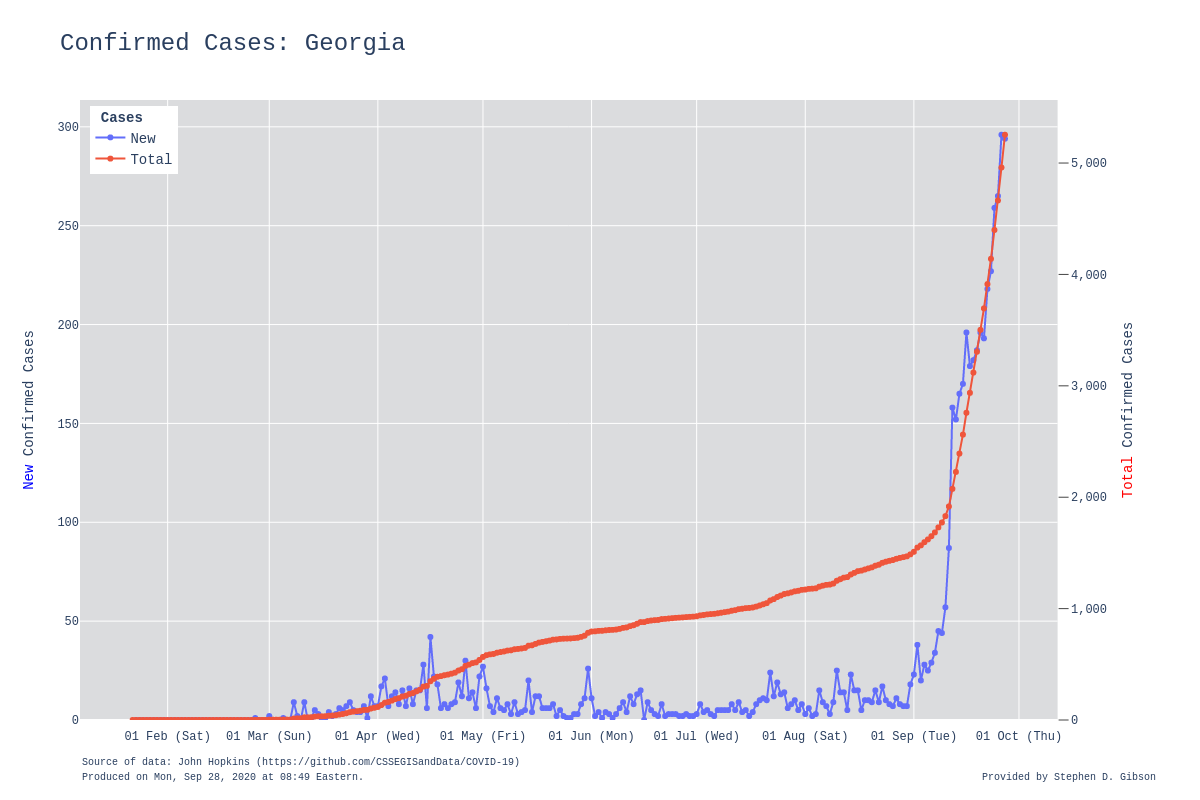 Confirmed Cases: Georgia
Cases
New
Total
300
250
200
150
100
50
0
5,000
4,000
3,000
2,000
1,000
0
New Confirmed Cases
Total Confirmed Cases
01 Feb (Sat) 01 Mar (Sun) 01 Apr (Wed) 01 May (Fri) 01 Jun (Mon) 01 Jul (Wed) 01 Aug (Sat) 01 Sep (Tue) 01 Oct (Thu)
Source of data: John Hopkins (https://github.com/CSSEGISandData/COVID-19)
Produced on Mon, Sep 28, 2020 at 08:49 Eastern.
Provided by Stephen D. Gibson